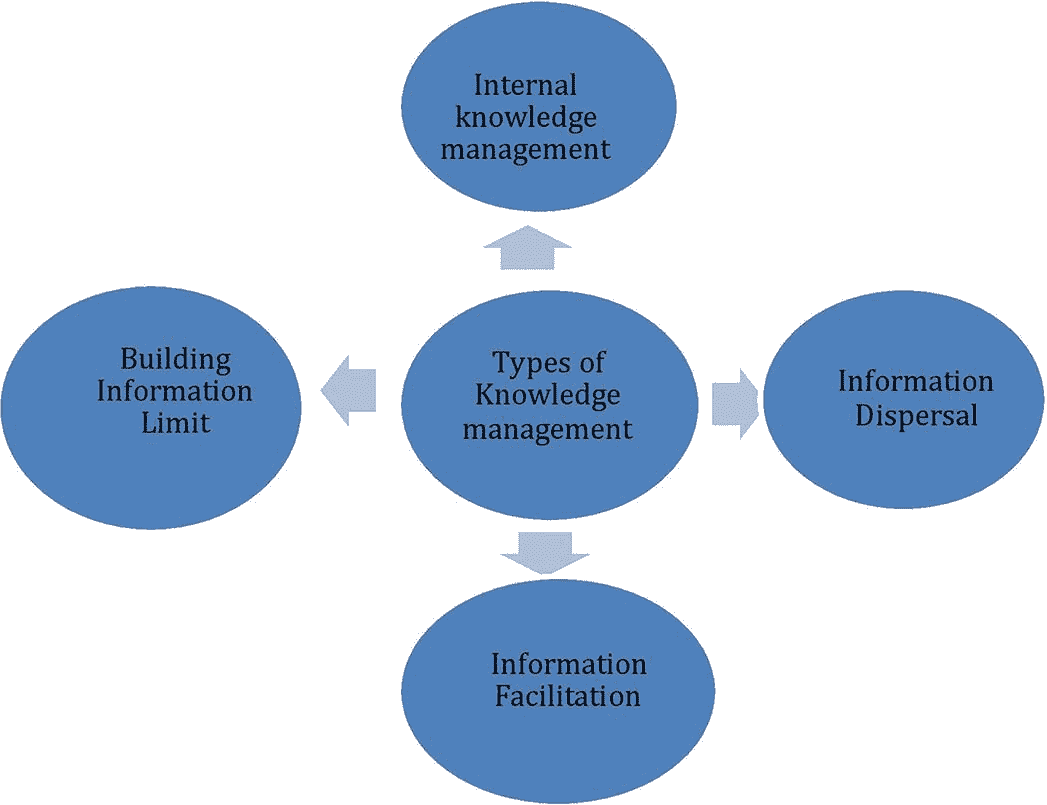 Internal
knowledge
management
Building
Information
Limit
Types of
Knowledge
management
Information
Dispersal
Information
Facilitation